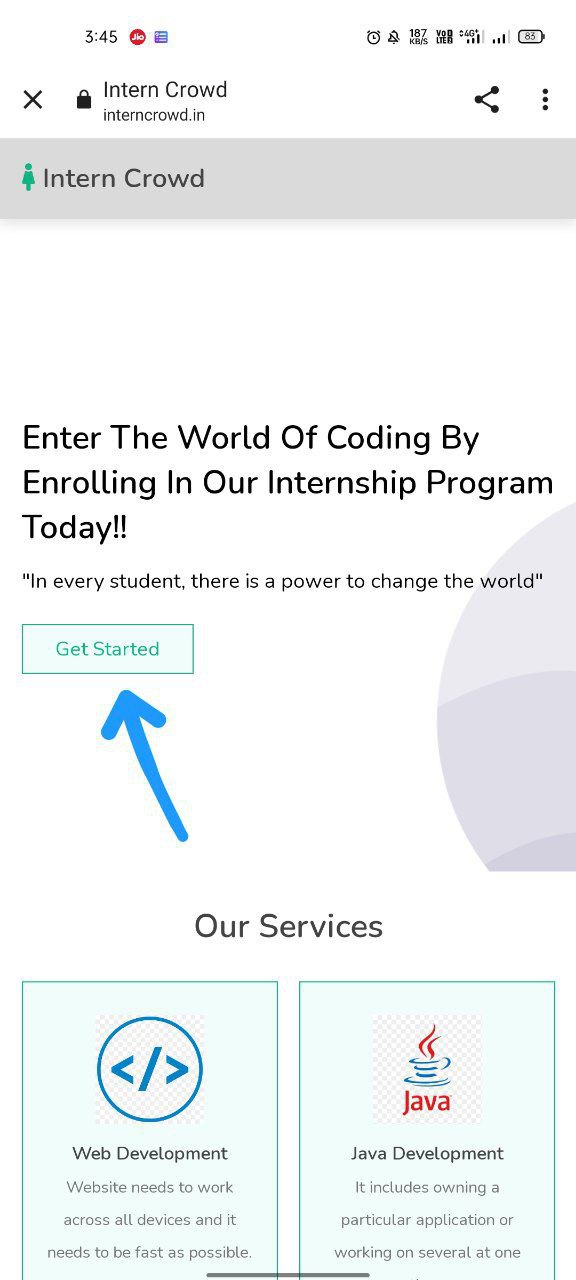 3:45 Jio 187 KB/S VoD LTE2 4G+ 83
Intern Crowd
interncrowd.in
Intern Crowd
Enter The World Of Coding By
Enrolling In Our Internship Program
Today!!
"In every student, there is a power to change the world"
Get Started
Our Services
</>
Web Development
Website needs to work
across all devices and it
needs to be fast as possible.
Java
Java Development
It includes owning a
particular application or
working on several at one